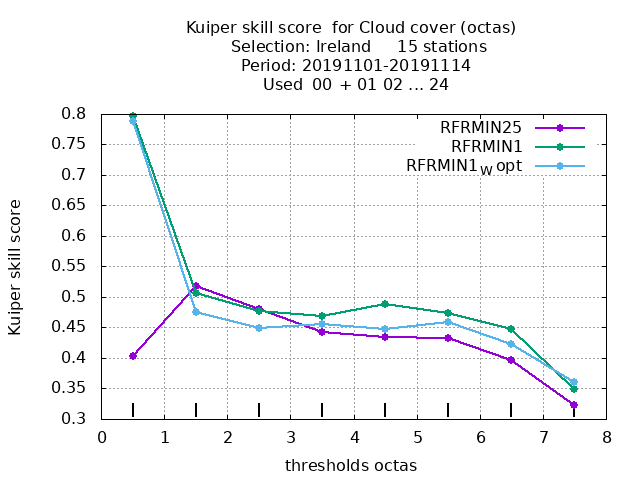 Kuiper skill score  for Cloud cover (octas)
Selection: Ireland     15 stations
Period: 20191101-20191114
Used  00  + 01 02 ... 24
RFRMIN25
RFRMIN1
RFRMIN1W opt
Kuiper skill score
0.8
0.75
0.7
0.65
0.6
0.55
0.5
0.45
0.4
0.35
0.3
0 1 2 3 4 5 6 7 8
thresholds octas